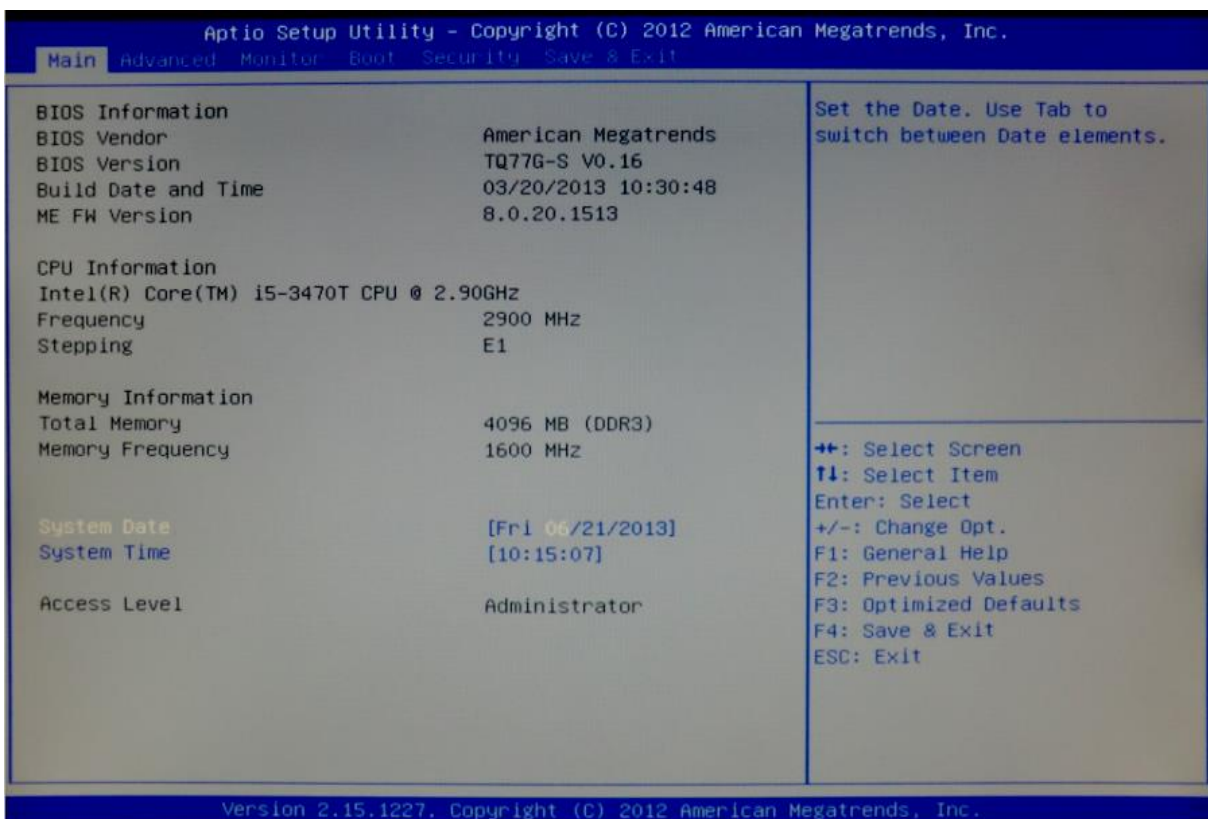 Aptio Setup Utility - Copyright (C) 2012 American Megatrends, Inc.
Main Advanced Monitor Boot Security Save & Exit
BIOS Information
BIOS Vendor American Megatrends
BIOS Version TQ77G-S V0.16
Build Date and Time 03/20/2013 10:30:48
ME FW Version 8.0.20.1513
CPU Information
Intel(R) Core(TM) i5-3470T CPU @ 2.90GHz
Frequency 2900 MHz
Stepping E1
Memory Information
Total Memory 4096 MB (DDR3)
Memory Frequency 1600 MHz
System Date [Fri 06/21/2013]
System Time [10:15:07]
Access Level Administrator
Set the Date. Use Tab to
switch between Date elements.
→←: Select Screen
↑↓: Select Item
Enter: Select
+/-: Change Opt.
F1: General Help
F2: Previous Values
F3: Optimized Defaults
F4: Save & Exit
ESC: Exit
Version 2.15.1227. Copyright (C) 2012 American Megatrends, Inc.